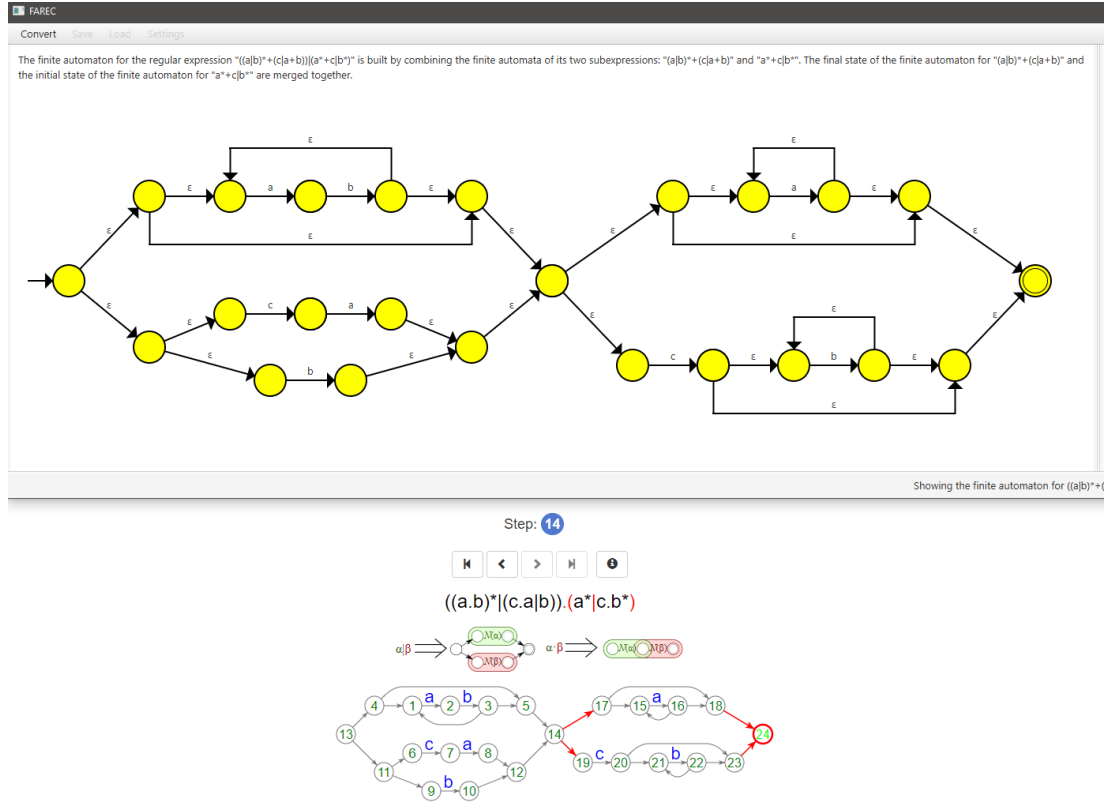 FAREC
Convert Save Load Settings
The finite automaton for the regular expression "((a|b)*+(c|a+b))|(a*+c|b*)" is built by combining the finite automata of its two subexpressions: "(a|b)*+(c|a+b)" and "a*+c|b*". The final state of the finite automaton for "(a|b)*+(c|a+b)" and
the initial state of the finite automaton for "a*+c|b*" are merged together.
ε ε
ε a b ε ε a ε
ε ε ε ε
ε ε
ε c a ε ε ε ε ε
ε ε
b
ε
c ε b ε
ε
Showing the finite automaton for ((a|b)*+(
Step: 14
((a.b)*|(c.a|b)).(a*|c.b*)
α|β N(α) N(β) α·β N(α) N(β)
a b a
4 1 2 3 5 17 15 16 18
13 14 24
c a c b
6 7 8 19 20 21 22 23
11 12
b
9 10